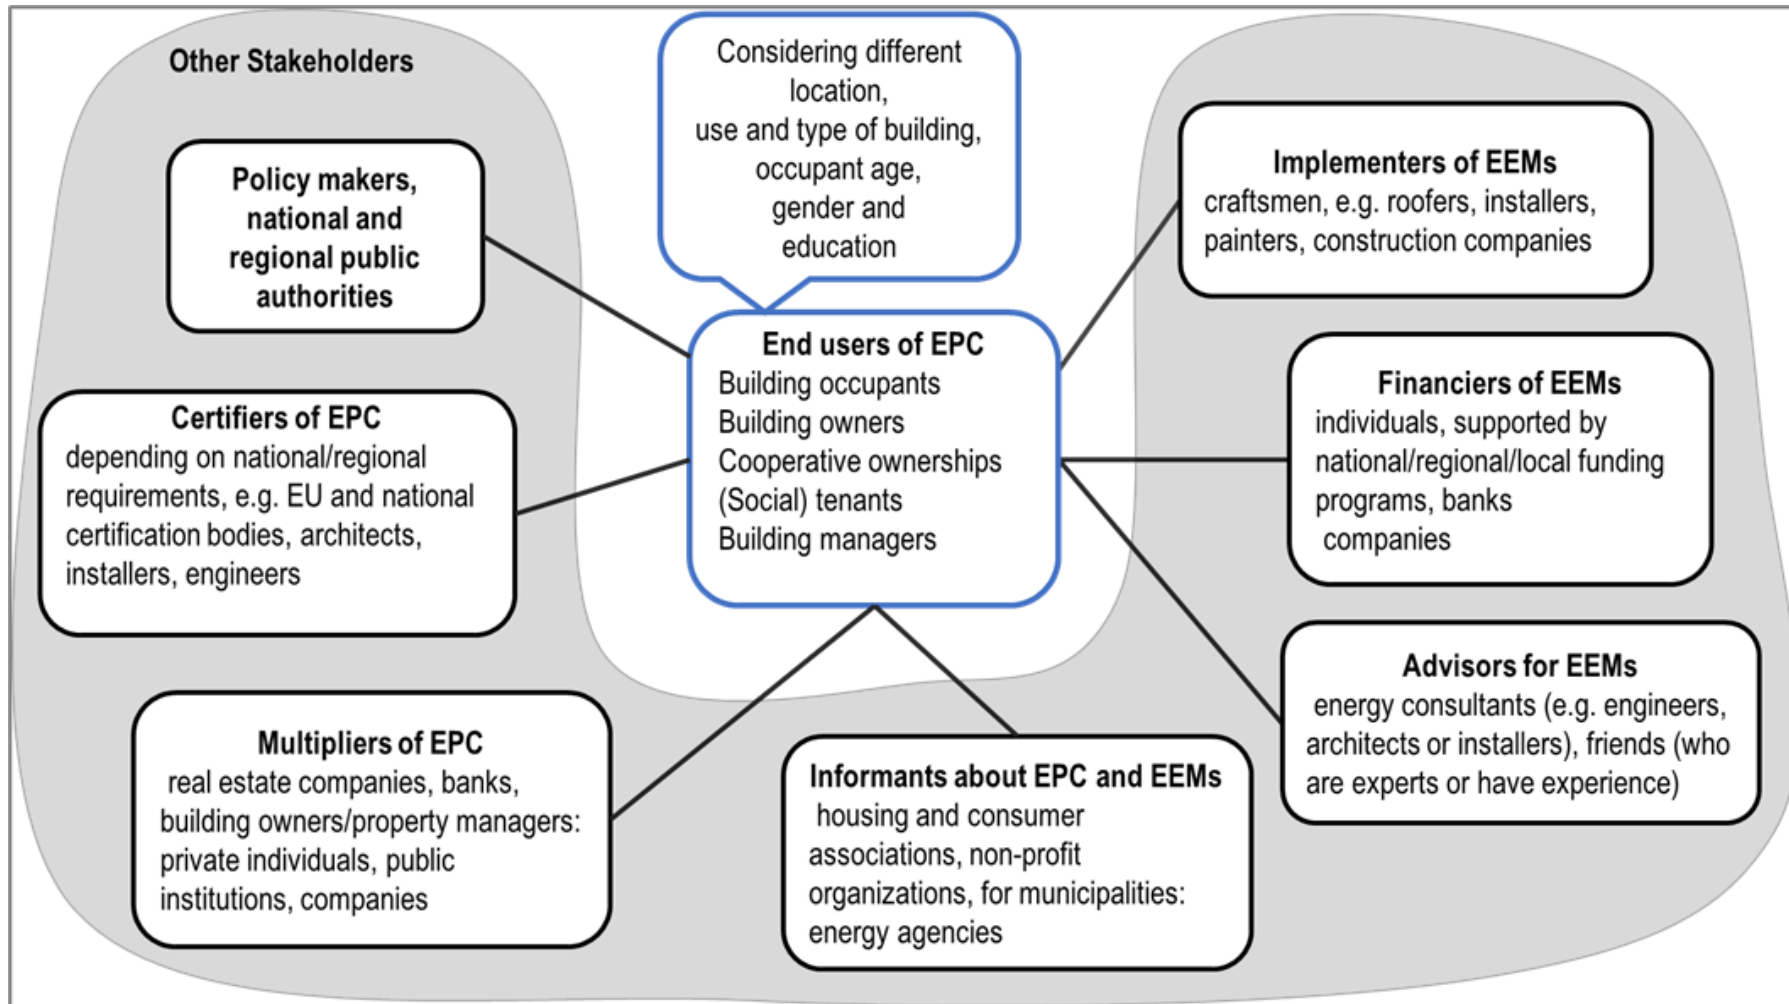 Other Stakeholders
Considering different
location,
use and type of building,
occupant age,
gender and
education
Policy makers,
national and
regional public
authorities
Implementers of EEMs
craftsmen, e.g. roofers, installers,
painters, construction companies
End users of EPC
Building occupants
Building owners
Cooperative ownerships
(Social) tenants
Building managers
Financiers of EEMs
individuals, supported by
national/regional/local funding
programs, banks
companies
Certifiers of EPC
depending on national/regional
requirements, e.g. EU and national
certification bodies, architects,
installers, engineers
Advisors for EEMs
energy consultants (e.g. engineers,
architects or installers), friends (who
are experts or have experience)
Multipliers of EPC
real estate companies, banks,
building owners/property managers:
private individuals, public
institutions, companies
Informants about EPC and EEMs
housing and consumer
associations, non-profit
organizations, for municipalities:
energy agencies